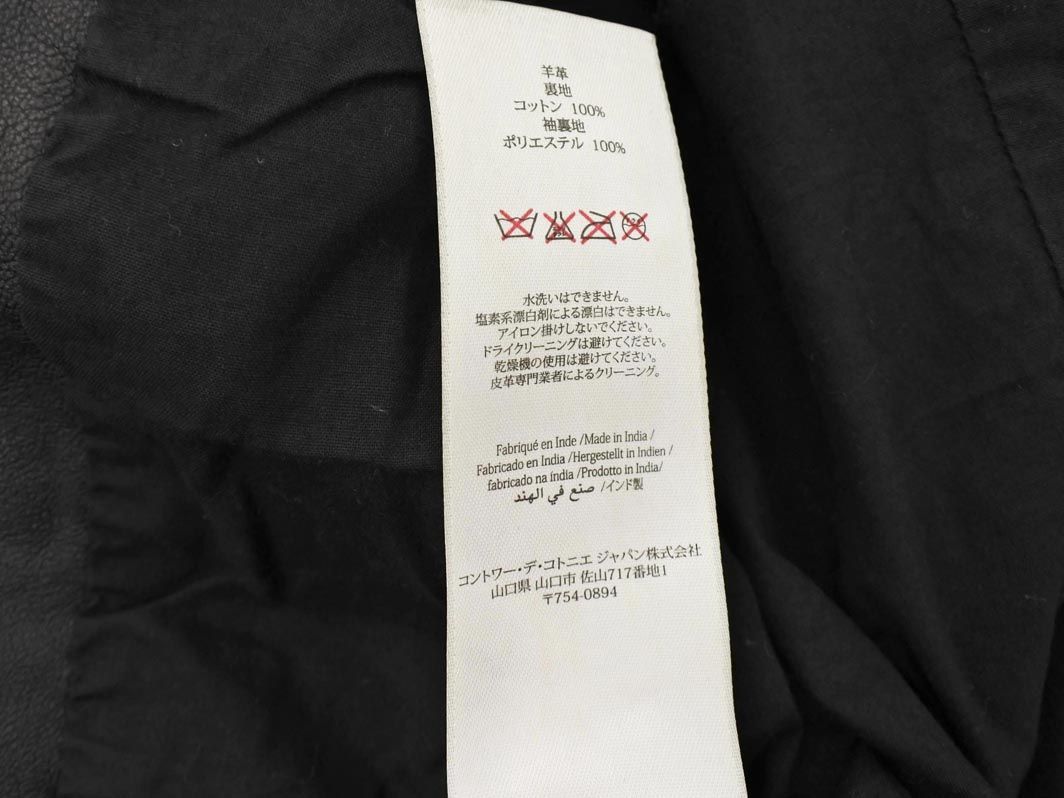 羊革
裏地
コットン 100%
袖裏地
ポリエステル 100%
水洗いはできません。
塩素系漂白剤による漂白はできません。
アイロン掛けしないでください。
ドライクリーニングは避けてください。
乾燥機の使用は避けてください。
皮革専門業者によるクリーニング。
Fabriqué en Inde /Made in India /
Fabricado en India /Hergestellt in Indien /
fabricado na índia /Prodotto in India/
صنع في الهند /インド製
コントワー・デ・コトニエ ジャパン株式会社
山口県 山口市 佐山717番地1
〒754-0894